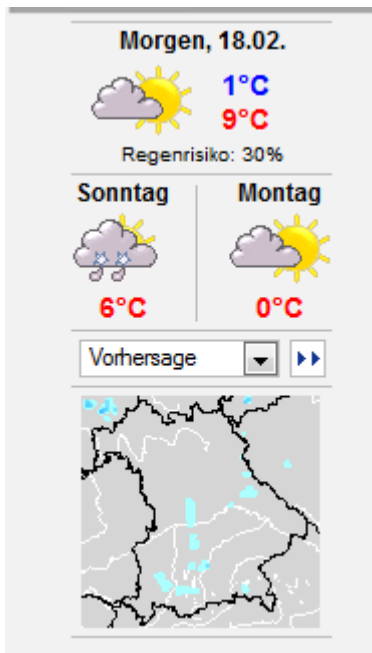 Morgen, 18.02.
1°C
9°C
Regenrisiko: 30%
Sonntag Montag
6°C 0°C
Vorhersage